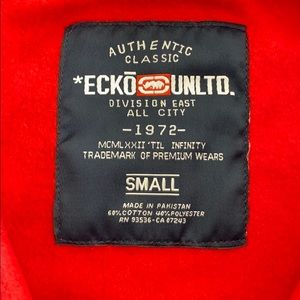 AUTHENTIC
CLASSIC
*ECKŌ UNLTD.
DIVISION EAST
ALL CITY
-1972-
MCMLXXII 'TIL INFINITY
TRADEMARK OF PREMIUM WEARS
SMALL
MADE IN PAKISTAN
60% COTTON 40% POLYESTER
RN 93536-CA 07243